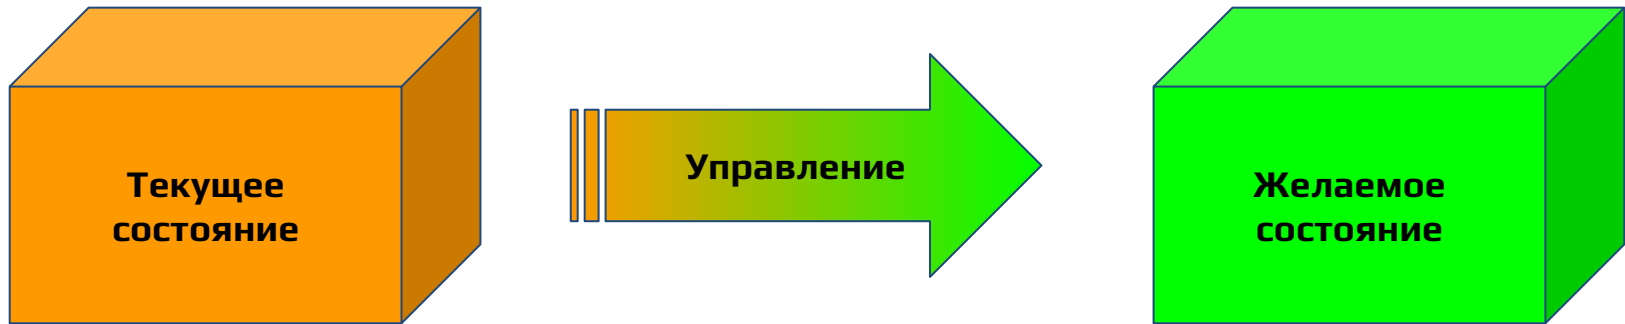 Текущее
состояние
Управление
Желаемое
состояние